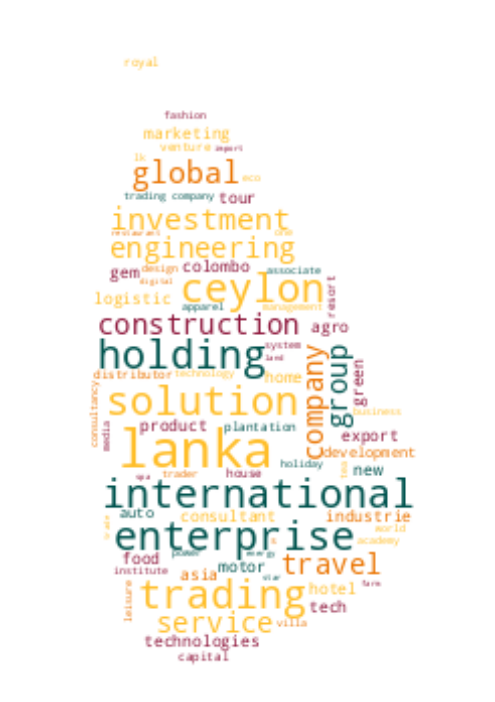 royal
fashion
marketing
venture import
lk
global eco
trading company tour
investment
restaurant one
engineering
gem design colombo associate
digital
logistic ceylon resort
apparel management
construction agro
holding system
land
distributor technology home
company group green
consultancy solution business
media product plantation export
lanka development
holiday new
spa trader house tea
international
auto consultant industrie
trade enterprise world
academy
food power energy travel
institute asia motor star farm
leisure trading hotel
tech
service villa
technologies
capital